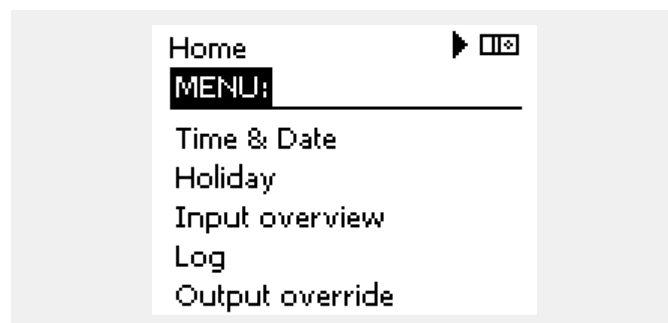 Home
MENU:
Time & Date
Holiday
Input overview
Log
Output override